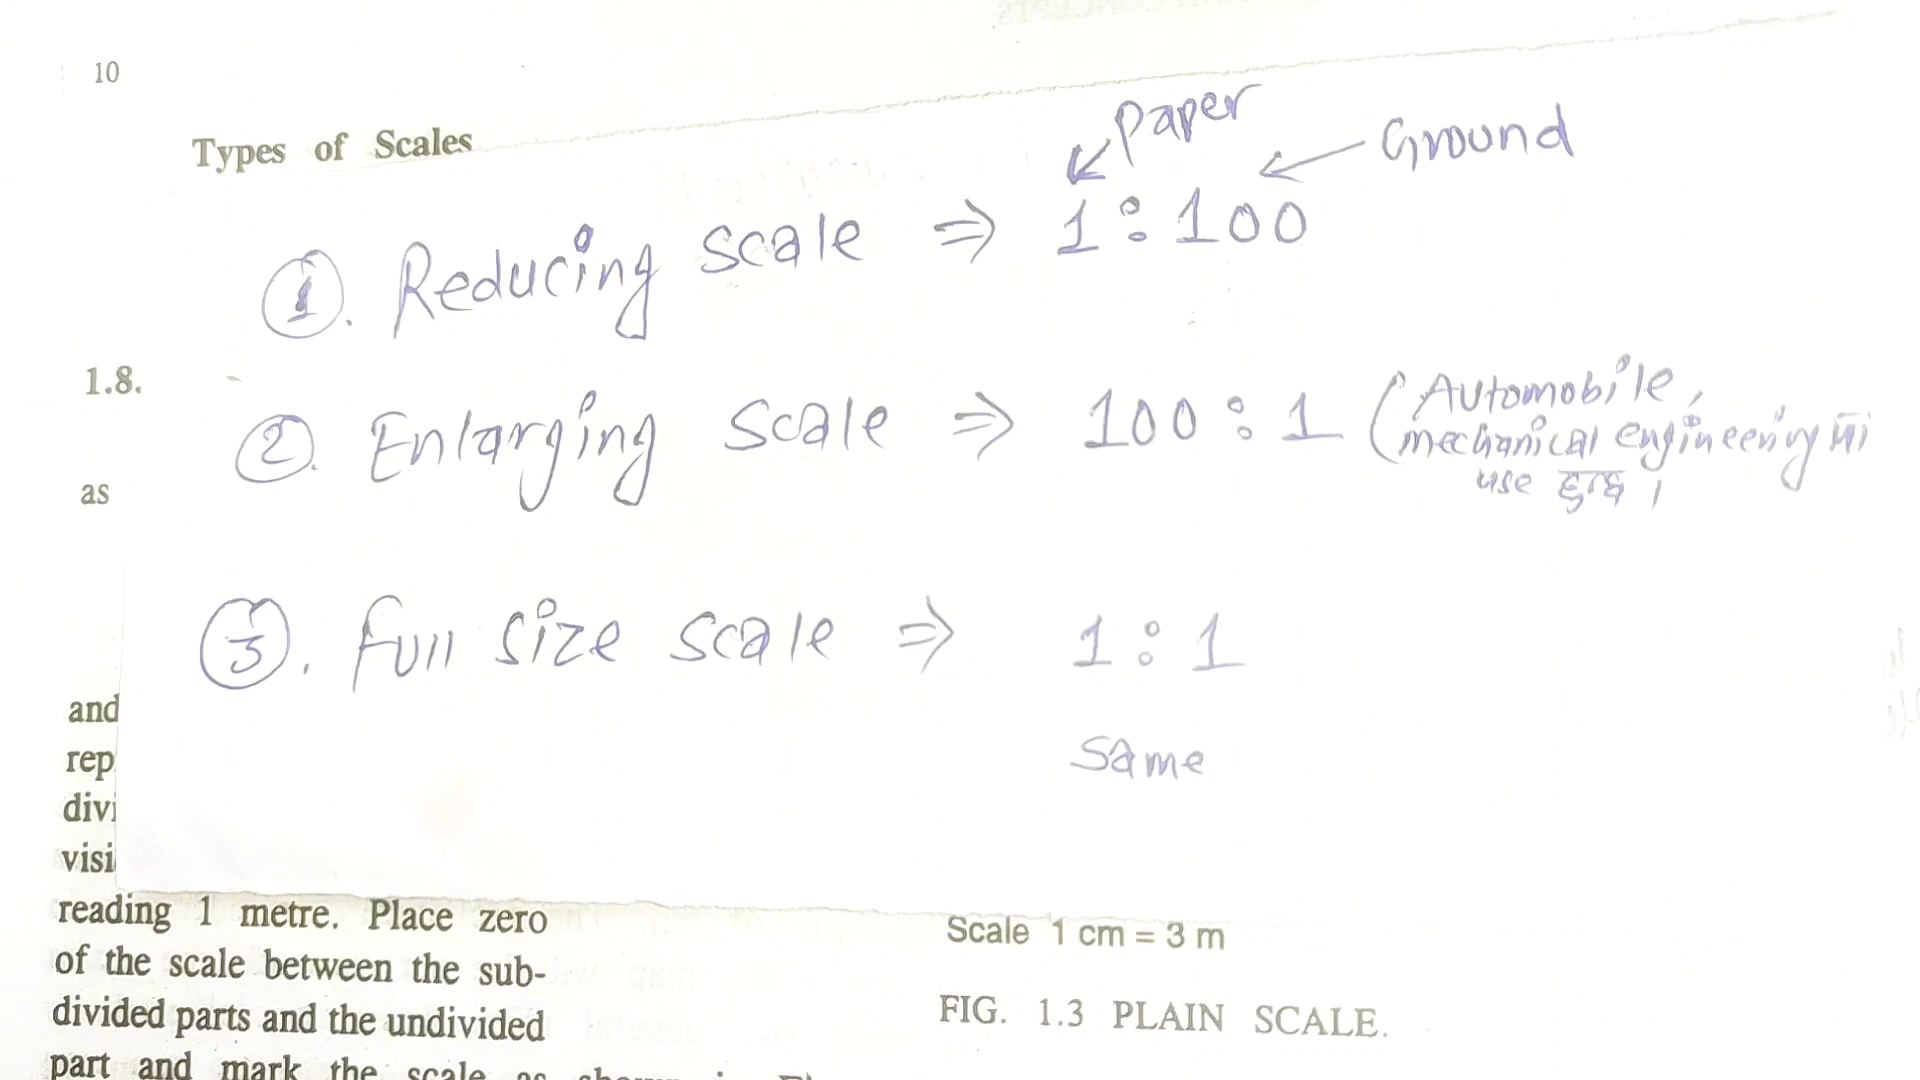 10
Types of Scales
Paper
Ground
①. Reducing Scale ⇒ 1:100
1.8.
②. Enlarging Scale ⇒ 100:1 (Automobile,
mechanical engineering मा
use हुन्छ।
as
③. Full size scale ⇒ 1:1
Same
and
rep
divi
visi
reading 1 metre. Place zero
of the scale between the sub-
divided parts and the undivided
part and mark the scale as shown
Scale 1 cm = 3 m
FIG. 1.3 PLAIN SCALE.